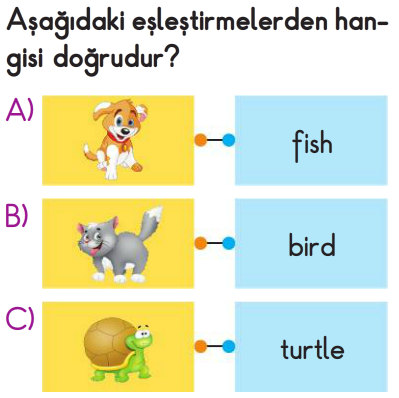 Aşağıdaki eşleştirmelerden han-
gisi doğrudur?
A)
fish
B)
bird
C)
turtle